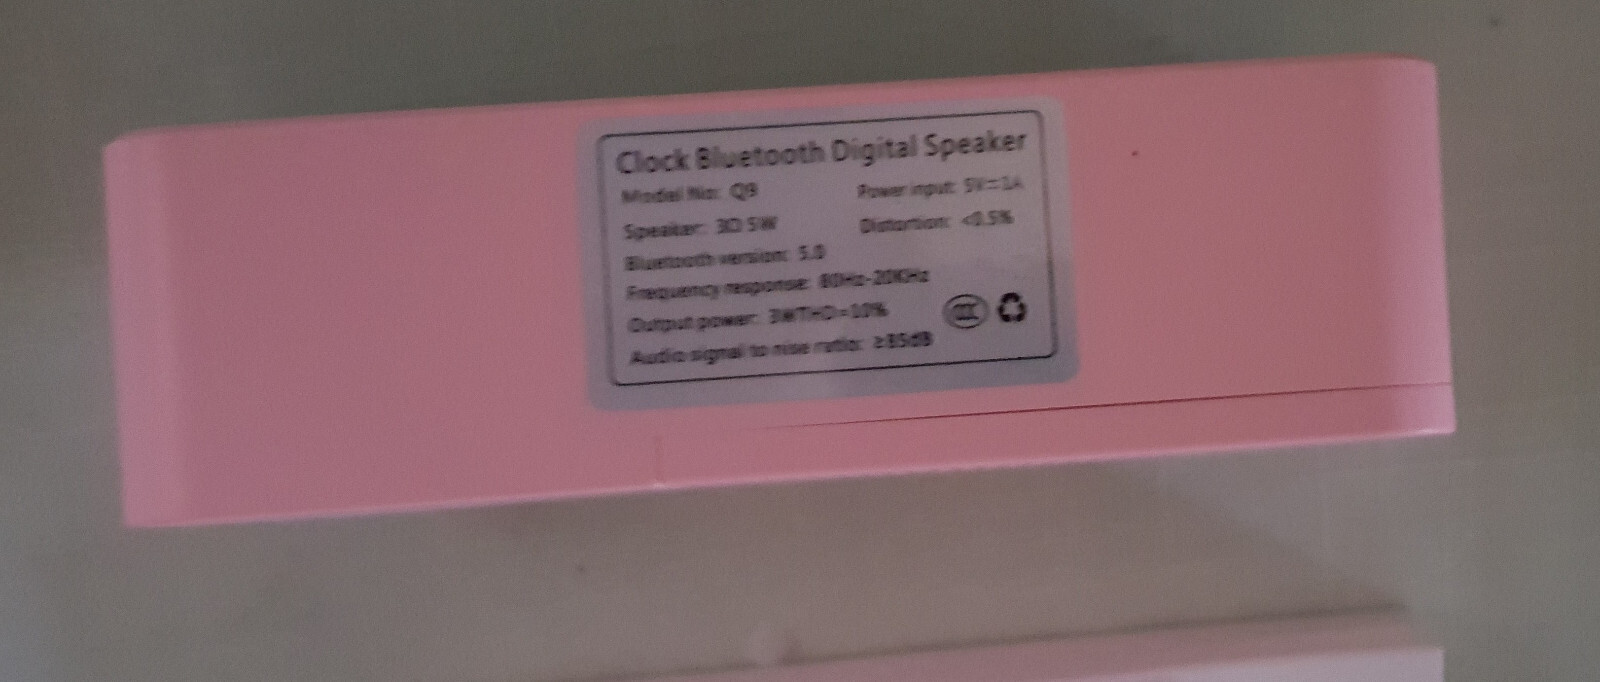 Clock Bluetooth Digital Speaker
Model No: Q9 Power input: 5V=1A
Speaker: 3Ω 5W Distortion: <0.5%
Bluetooth version: 5.0
Frequency response: 80Hz-20KHz
Output power: 3WTHD=10%
Audio signal to nise ratio: ≥85dB